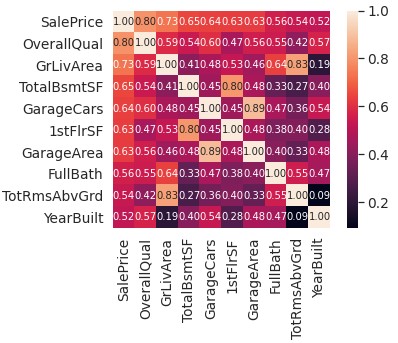 SalePrice 1.00 0.80 0.73 0.65 0.64 0.63 0.63 0.56 0.54 0.52
OverallQual 0.80 1.00 0.59 0.54 0.60 0.47 0.56 0.55 0.42 0.57
GrLivArea 0.73 0.59 1.00 0.41 0.48 0.53 0.46 0.64 0.83 0.19
TotalBsmtSF 0.65 0.54 0.41 1.00 0.45 0.80 0.48 0.33 0.27 0.40
GarageCars 0.64 0.60 0.48 0.45 1.00 0.45 0.89 0.47 0.36 0.54
1stFlrSF 0.63 0.47 0.53 0.80 0.45 1.00 0.48 0.38 0.40 0.28
GarageArea 0.63 0.56 0.46 0.48 0.89 0.48 1.00 0.40 0.33 0.48
FullBath 0.56 0.55 0.64 0.33 0.47 0.38 0.40 1.00 0.55 0.47
TotRmsAbvGrd 0.54 0.42 0.83 0.27 0.36 0.40 0.33 0.55 1.00 0.09
YearBuilt 0.52 0.57 0.19 0.40 0.54 0.28 0.48 0.47 0.09 1.00
SalePrice
OverallQual
GrLivArea
TotalBsmtSF
GarageCars
1stFlrSF
GarageArea
FullBath
TotRmsAbvGrd
YearBuilt
1.0
0.8
0.6
0.4
0.2